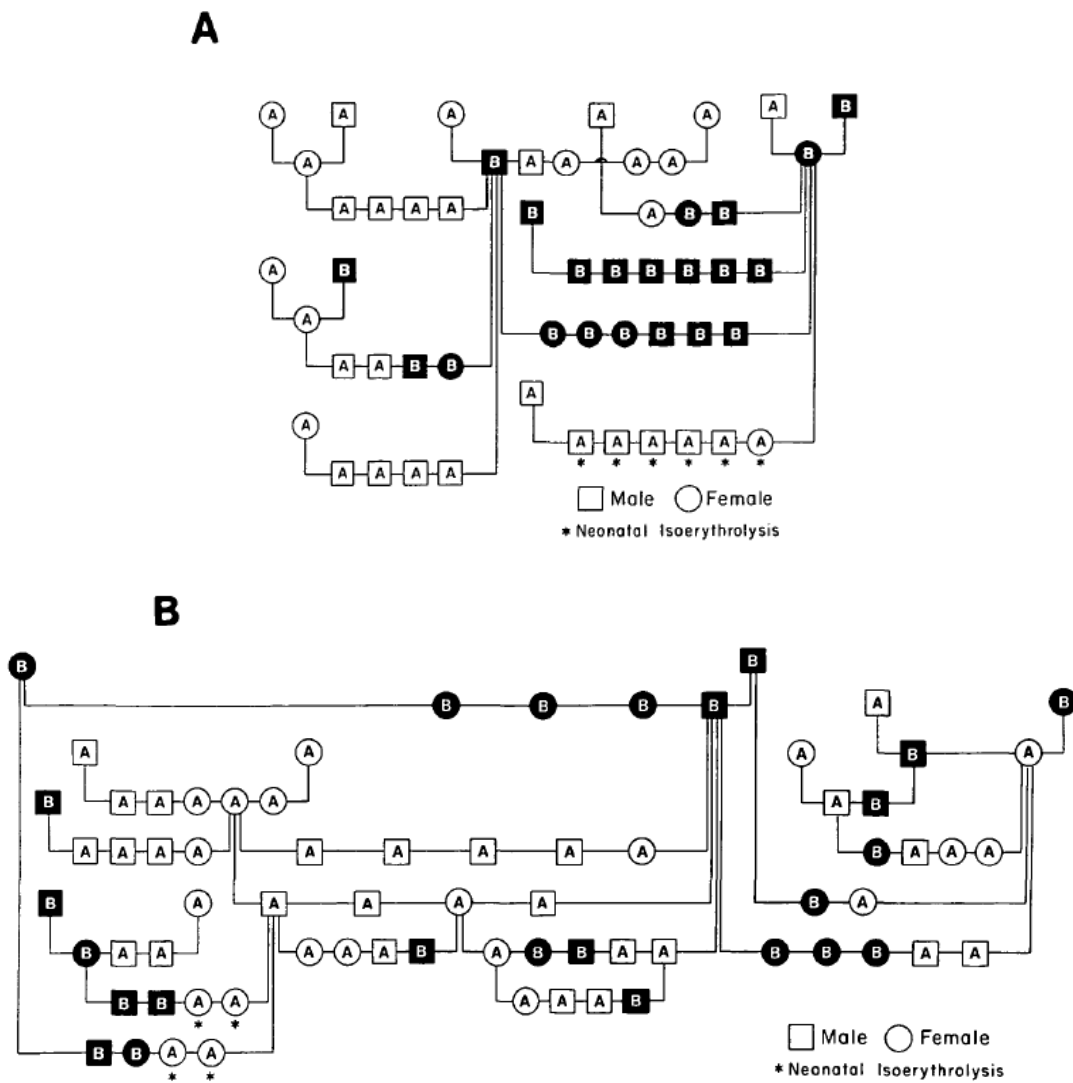 A
A A A A A A B
A B A A A A B
A A A A B A B B
A B B B B B B B
A B B B B B B
A A B B
A
A A A A A A A
* * * * * *
A A A A
Male Female
* Neonatal Isoerythrolysis
B
B B
B B B B
A B
A A A B A
B A A A A A A B
A A A A A A A A A B A A A
B A A A A A B A
B A A A A A B A B B A A B B B A A
B B A A A A A B
* *
B B A A
* *
Male Female
* Neonatal Isoerythrolysis